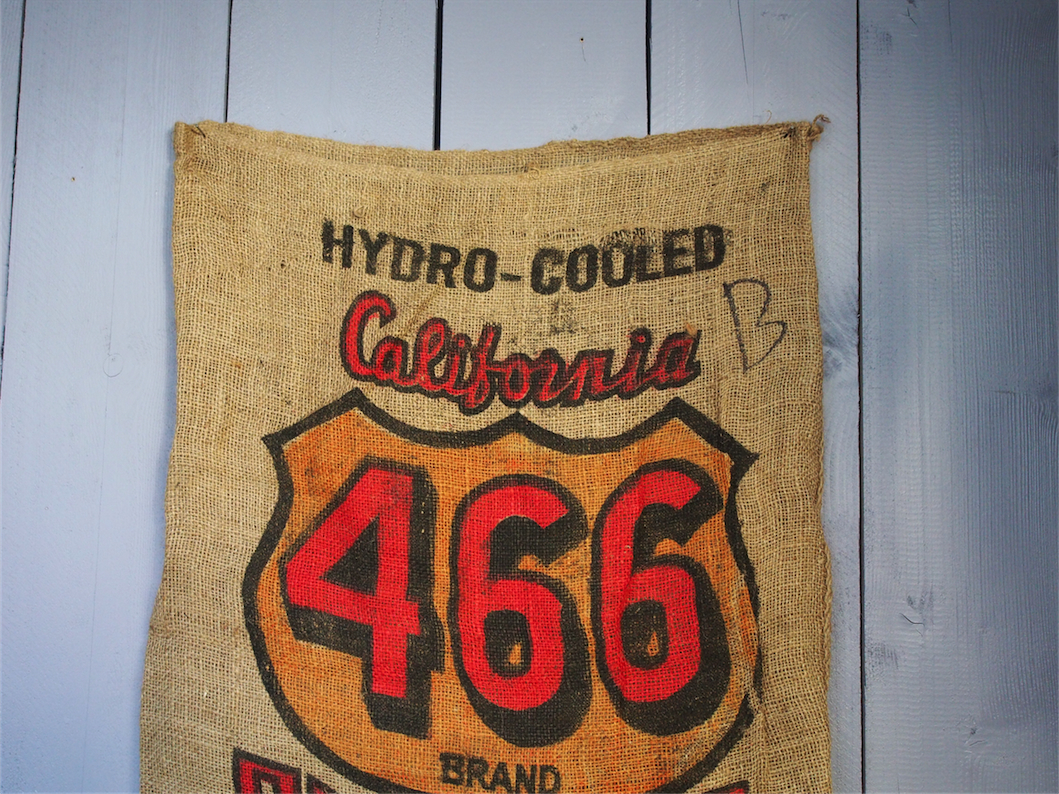 HYDRO-COOLED
California
B
466
BRAND